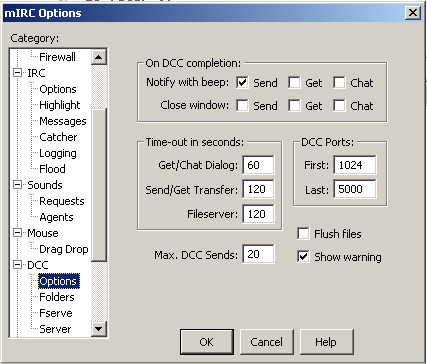 mIRC Options
Category:
Firewall
IRC
Options
Highlight
Messages
Catcher
Logging
Flood
Sounds
Requests
Agents
Mouse
Drag Drop
DCC
Options
Folders
Fserve
Server
On DCC completion:
Notify with beep: Send Get Chat
Close window: Send Get Chat
Time-out in seconds:
Get/Chat Dialog: 60
Send/Get Transfer: 120
Fileserver: 120
DCC Ports:
First: 1024
Last: 5000
Max. DCC Sends: 20
Flush files
Show warning
OK Cancel Help